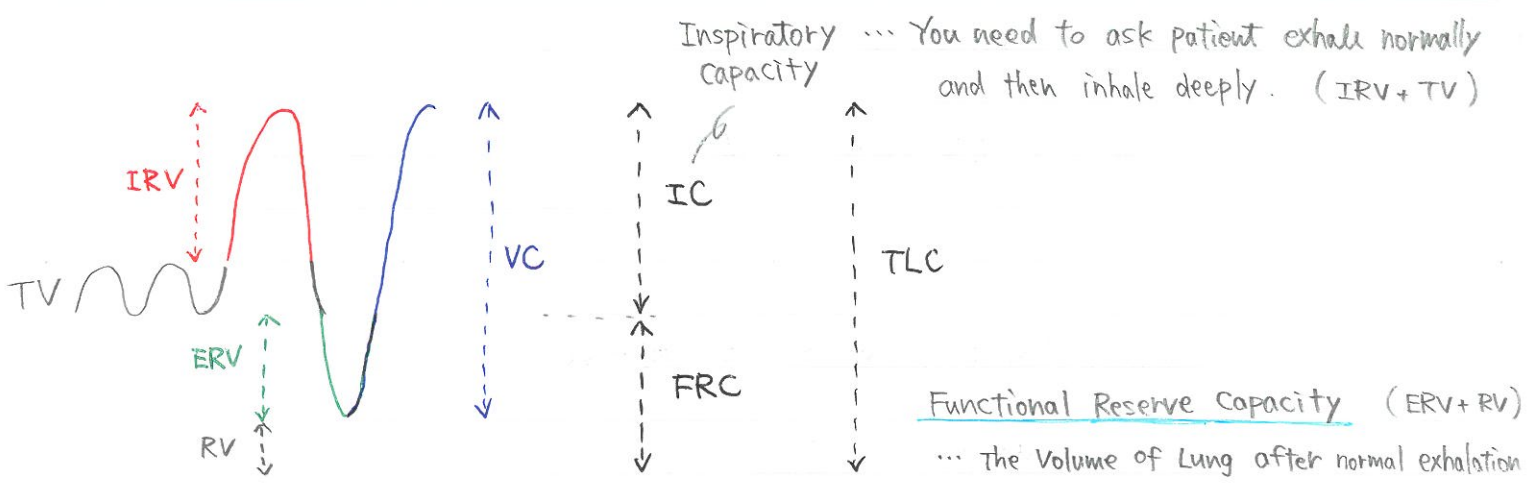 Inspiratory ... You need to ask patient exhale normally
capacity and then inhale deeply. (IRV + TV)
IRV
IC
VC
TLC
TV
ERV
FRC
Functional Reserve Capacity (ERV + RV)
RV
... The Volume of Lung after normal exhalation